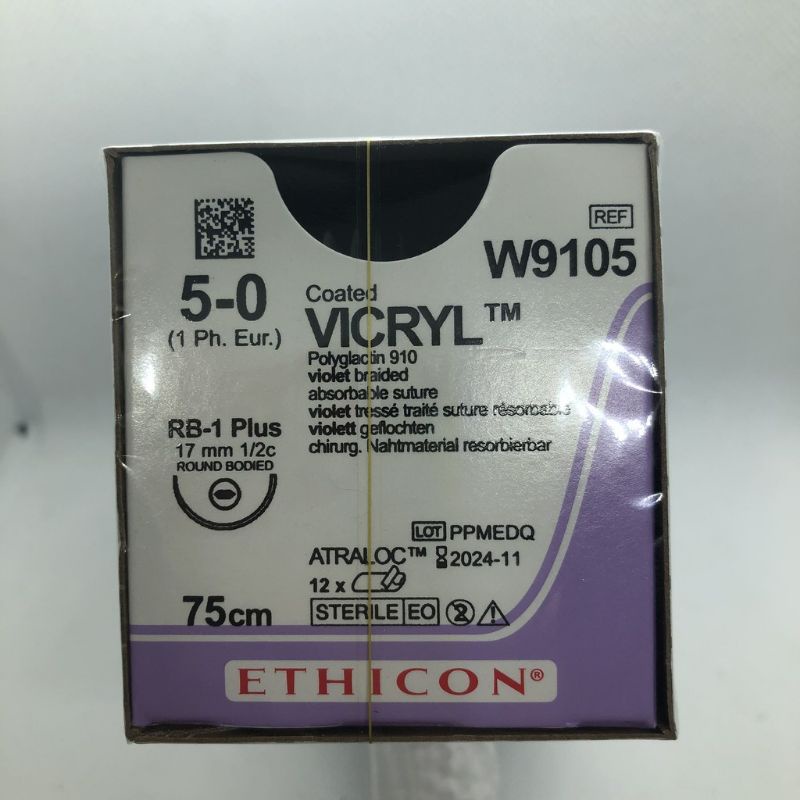 REF
W9105
5-0
(1 Ph. Eur.)
Coated
VICRYL™
Polyglactin 910
violet braided
absorbable suture
violet tressé traité suture résorbable
violett geflochten
chirurg. Nahtmaterial resorbierbar
RB-1 Plus
17 mm 1/2c
ROUND BODIED
LOT PPMEDQ
ATRALOC™ 2024-11
12 x
75cm
STERILE EO 2
ETHICON®